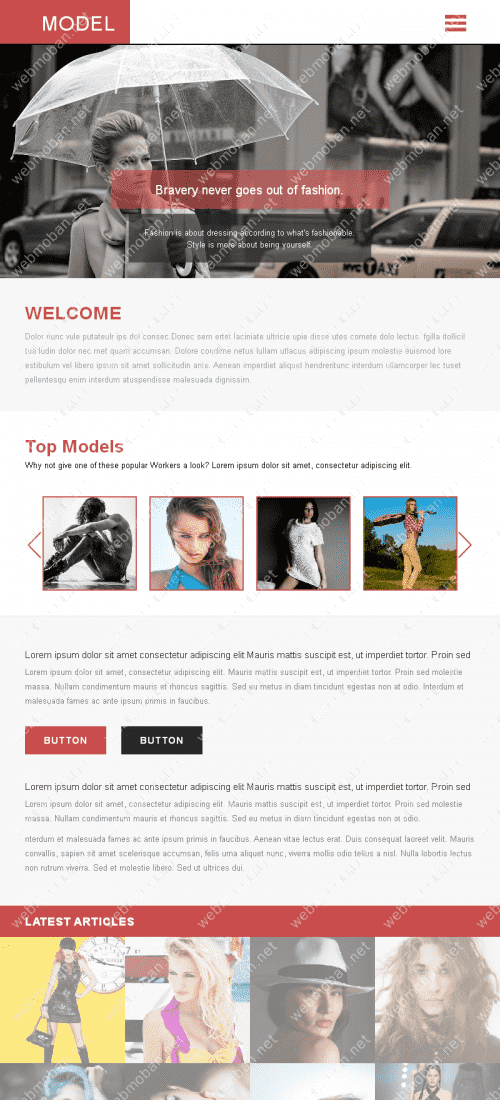 MODEL
Bravery never goes out of fashion.
Fashion is about dressing according to what's fashionable.
Style is more about being yourself.
NYC TAXI
WELCOME
Dolor nunc vule putateulr ips dol consec.Donec sem ertet laciniate ultricie upie disse utes comete dolo lectus. fgilla itollicil
tua ludin dolor nec met quam accumsan. Dolore condime netus lullam utlacus adipiscing ipsum molestie euismod lore
estibulum vel libero ipsum sit amet sollicitudin ante. Aenean imperdiet aliquet hendreritunc interdum ullamcorper lec tuset
pellentesqu enim interdum atuspendisse malesuada dignissim.
Top Models
Why not give one of these popular Workers a look? Lorem ipsum dolor sit amet, consectetur adipiscing elit.
Lorem ipsum dolor sit amet consectetur adipiscing elit Mauris mattis suscipit est, ut imperdiet tortor. Proin sed
Lorem ipsum dolor sit amet, consectetur adipiscing elit. Mauris mattis suscipit est, ut imperdiet tortor. Proin sed molestie
massa. Nullam condimentum mauris et rhoncus sagittis. Sed eu metus in diam tincidunt egestas non at odio. Interdum et
malesuada fames ac ante ipsum primis in faucibus.
BUTTON BUTTON
Lorem ipsum dolor sit amet consectetur adipiscing elit Mauris mattis suscipit est, ut imperdiet tortor. Proin sed
Lorem ipsum dolor sit amet, consectetur adipiscing elit. Mauris mattis suscipit est, ut imperdiet tortor. Proin sed molestie
massa. Nullam condimentum mauris et rhoncus sagittis. Sed eu metus in diam tincidunt egestas non at odio.
nterdum et malesuada fames ac ante ipsum primis in faucibus. Aenean vitae lectus erat. Duis consequat laoreet velit. Mauris
convallis, sapien sit amet scelerisque accumsan, felis urna aliquet nunc, viverra mollis odio tellus a nisl. Nulla lobortis lectus
non rutrum viverra. Sed et molestie libero. Sed ut ultrices dui.
LATEST ARTICLES
webmoban.net